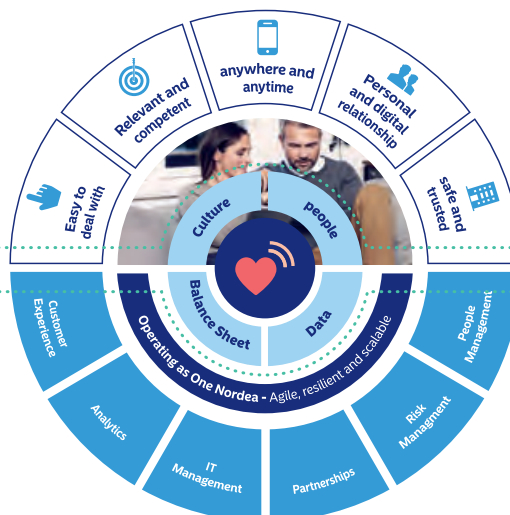 Easy to
deal with
Relevant and
competent
anywhere and
anytime
Personal
and digital
relationship
safe and
trusted
Culture
people
Balance Sheet
Data
Operating as One Nordea - Agile, resilient and scalable
Customer
Experience
Analytics
IT
Management
Partnerships
Risk
Managment
People
Management